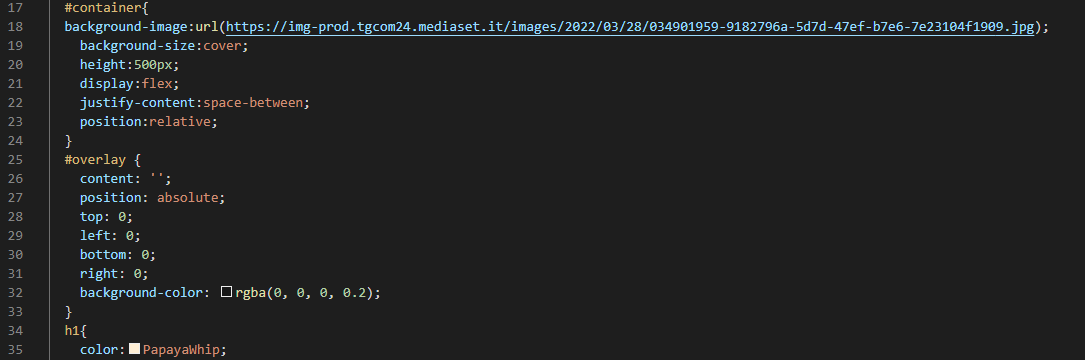 17 #container{
18 background-image:url(https://img-prod.tgcom24.mediaset.it/images/2022/03/28/034901959-9182796a-5d7d-47ef-b7e6-7e23104f1909.jpg);
19 background-size:cover;
20 height:500px;
21 display:flex;
22 justify-content:space-between;
23 position:relative;
24 }
25 #overlay {
26 content: '';
27 position: absolute;
28 top: 0;
29 left: 0;
30 bottom: 0;
31 right: 0;
32 background-color: rgba(0, 0, 0, 0.2);
33 }
34 h1{
35 color:PapayaWhip;